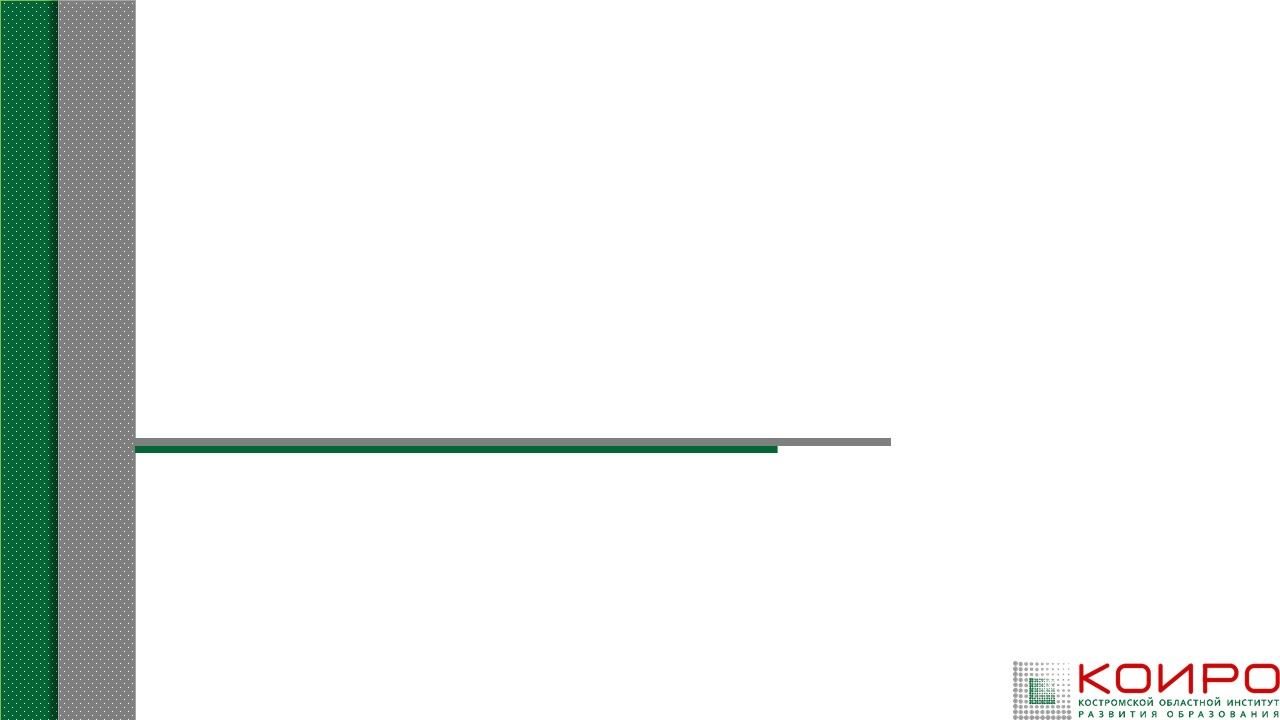 КОИРО
КОСТРОМСКОЙ ОБЛАСТНОЙ ИНСТИТУТ
РАЗВИТИЯ ОБРАЗОВАНИЯ